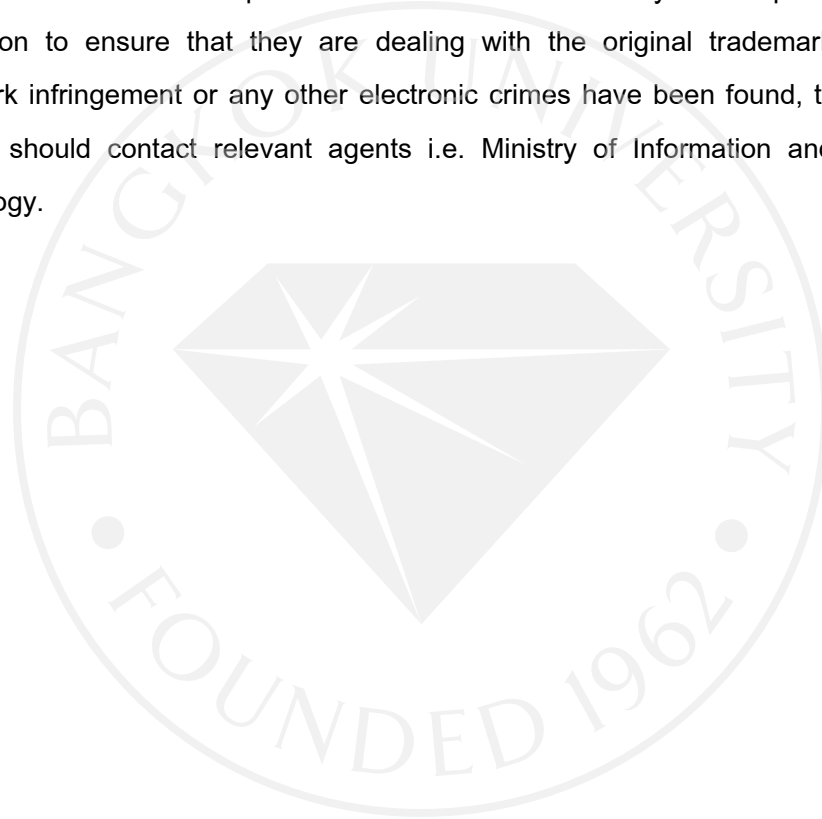 on to ensure that they are dealing with the original trademar
rk infringement or any other electronic crimes have been found, t
should contact relevant agents i.e. Ministry of Information an
ogy.
BANGKOK UNIVERSITY
FOUNDED 1962